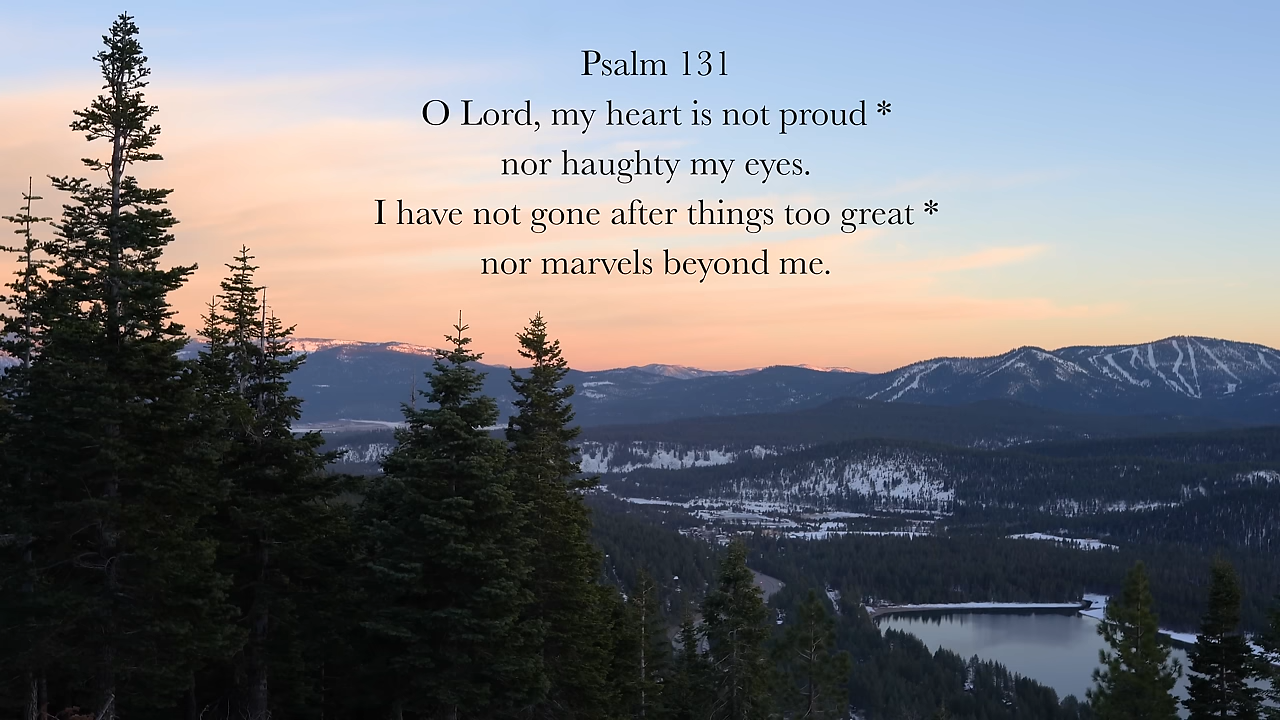 Psalm 131
O Lord, my heart is not proud *
nor haughty my eyes.
I have not gone after things too great *
nor marvels beyond me.